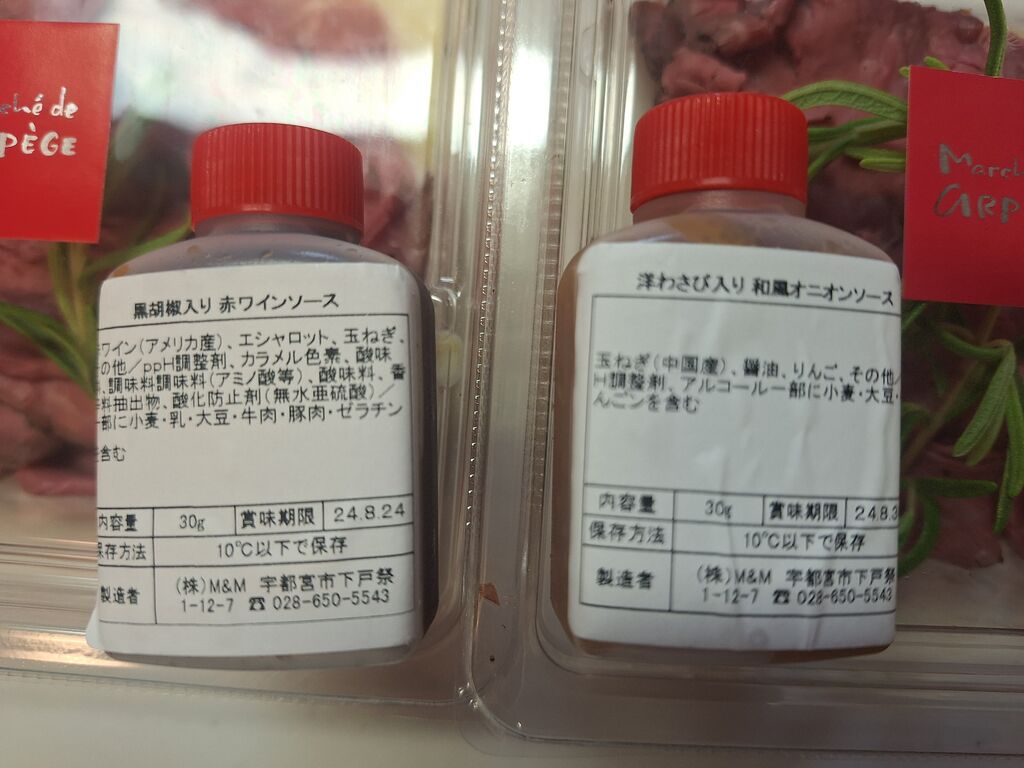 ché de
PÈGE
黒胡椒入り 赤ワインソース
ワイン(アメリカ産)、エシャロット、玉ねぎ、
の他/ppH調整剤、カラメル色素、酸味
、調味料調味料(アミノ酸等)、酸味料、香
料抽出物、酸化防止剤(無水亜硫酸)/
一部に小麦・乳・大豆・牛肉・豚肉・ゼラチン
を含む
内容量 30g 賞味期限 24.8.24
保存方法 10℃以下で保存
製造者 (株)M&M 宇都宮市下戸祭
1-12-7 ☎ 028-650-5543
洋わさび入り 和風オニオンソース
玉ねぎ(中国産)、醤油、りんご、その他/
H調整剤、アルコール一部に小麦・大豆・
んごンを含む
内容量 30g 賞味期限 24.8.3
保存方法 10℃以下で保存
製造者 (株)M&M 宇都宮市下戸祭
1-12-7 ☎ 028-650-5543
March
ARP